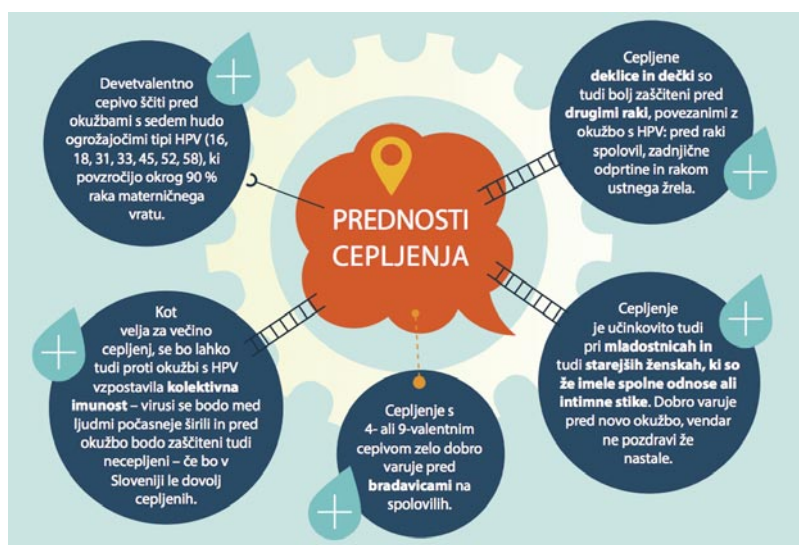 Devetvalentno
cepivo ščiti pred
okužbami s sedem hudo
ogrožajočimi tipi HPV (16,
18, 31, 33, 45, 52, 58), ki
povzročijo okrog 90 %
raka materničnega
vratu.
Cepljene
deklice in dečki so
tudi bolj zaščiteni pred
drugimi raki, povezanimi z
okužbo s HPV: pred raki
spolovil, zadnjične
odprtine in rakom
ustnega žrela.
PREDNOSTI
CEPLJENJA
Kot
velja za večino
cepljenj, se bo lahko
tudi proti okužbi s HPV
vzpostavila kolektivna
imunost – virusi se bodo med
ljudmi počasneje širili in pred
okužbo bodo zaščiteni tudi
necepljeni – če bo v
Sloveniji le dovolj
cepljenih.
Cepljenje s
4- ali 9-valentnim
cepivom zelo dobro
varuje pred
bradavicami na
spolovilih.
Cepljenje
je učinkovito tudi
pri mladostnicah in
tudi starejših ženskah, ki so
že imele spolne odnose ali
intimne stike. Dobro varuje
pred novo okužbo, vendar
ne pozdravi že
nastale.